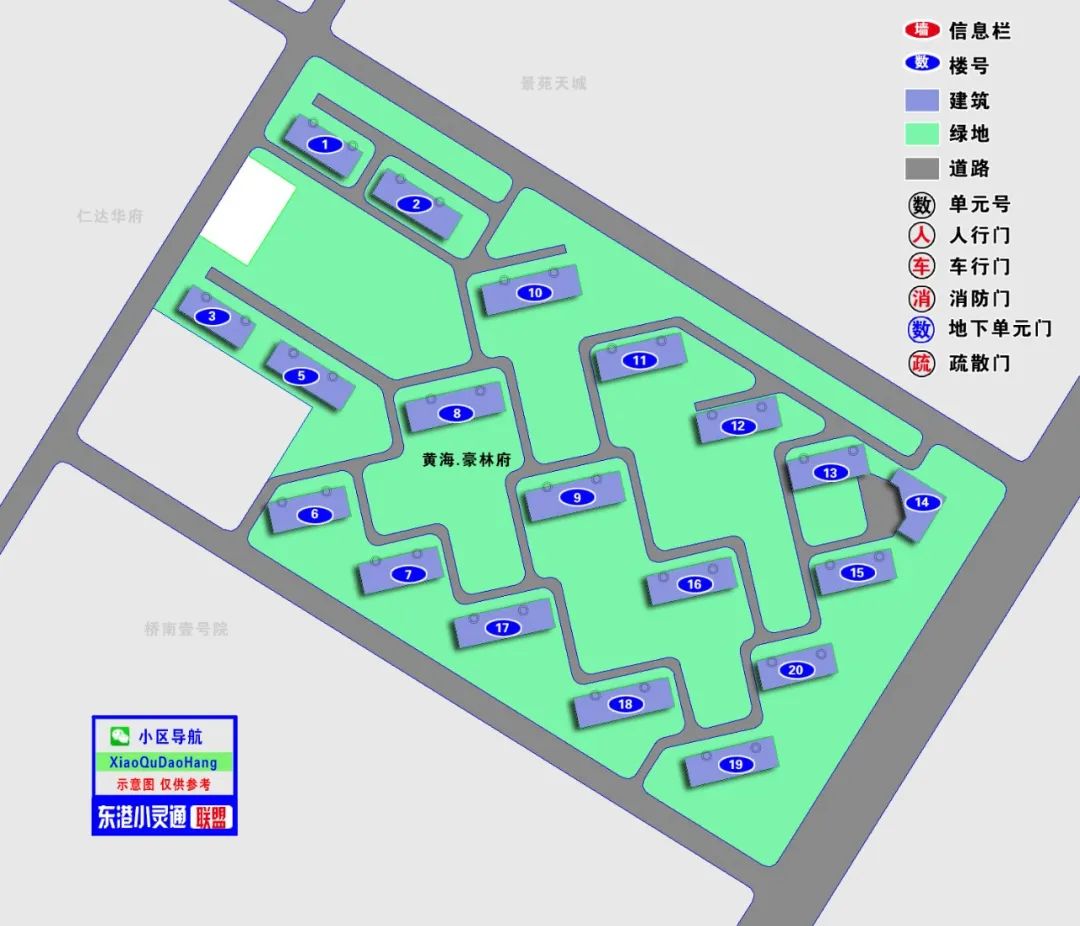 墙 信息栏
数 楼号
建筑
绿地
道路
数 单元号
人 人行门
车 车行门
消 消防门
数 地下单元门
疏 疏散门
景苑天城
仁达华府
1
2
10
3
11
5
8
12
黄海.豪林府
13
9
14
6
15
7
16
17
桥南壹号院
20
18
19
小区导航
XiaoQuDaoHang
示意图 仅供参考
东港小灵通 联盟